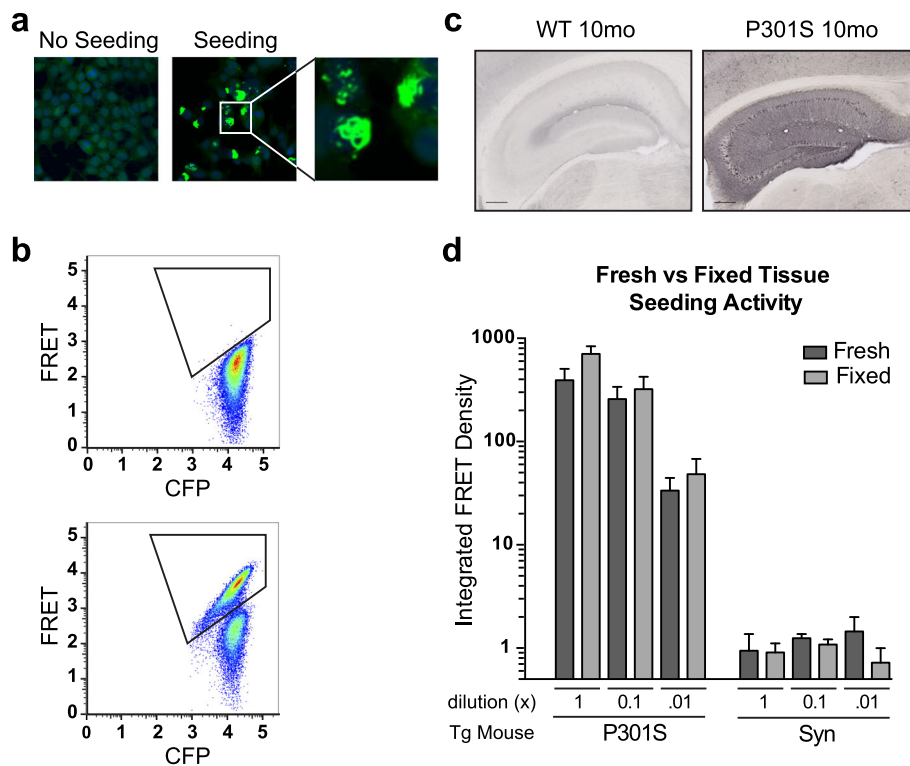 a
No Seeding
Seeding
b
5
4
3
2
1
0
FRET
0 1 2 3 4 5
CFP
5
4
3
2
1
0
FRET
0 1 2 3 4 5
CFP
c
WT 10mo
P301S 10mo
d
Fresh vs Fixed Tissue
Seeding Activity
Integrated FRET Density
1000
100
10
1
Fresh
Fixed
dilution (x) 1 0.1 .01 1 0.1 .01
Tg Mouse P301S Syn